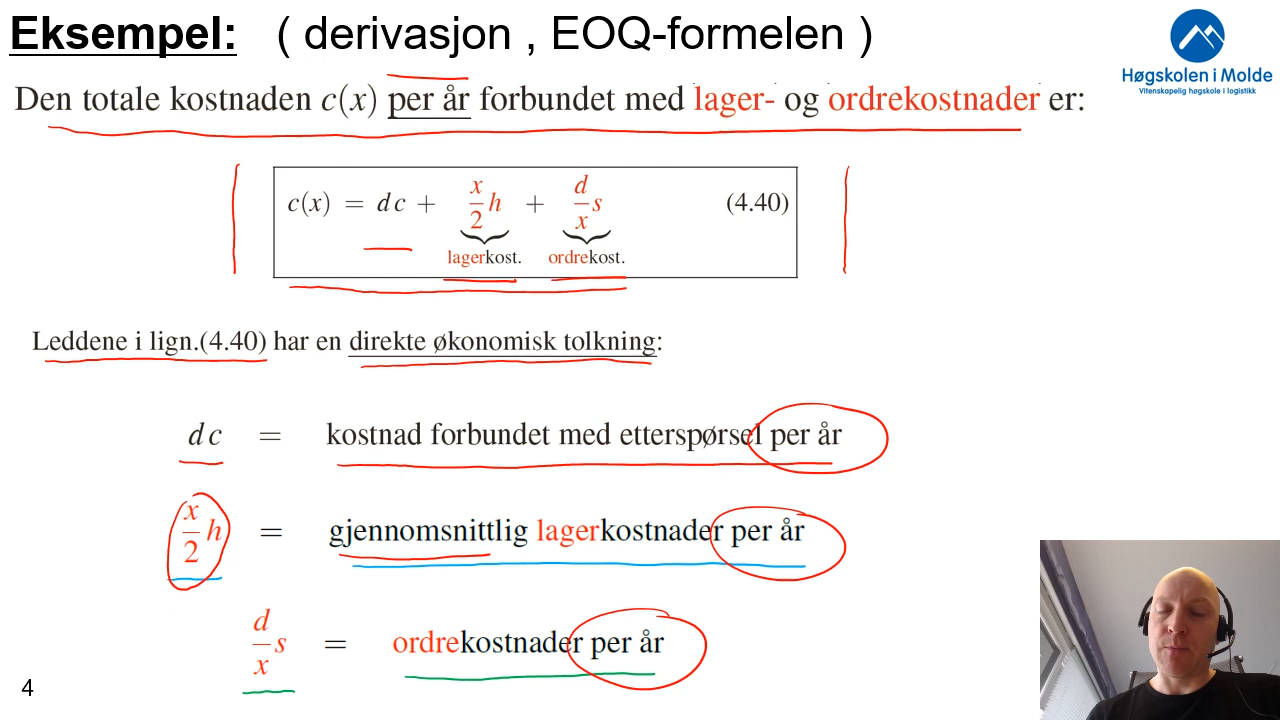 Eksempel: ( derivasjon , EOQ-formelen )
Høgskolen i Molde
Vitenskapelig høgskole i logistikk
Den totale kostnaden c(x) per år forbundet med lager- og ordrekostnader er:
c(x) = dc + x/2 h + d/x s (4.40)
lagerkost. ordrekost.
Leddene i lign.(4.40) har en direkte økonomisk tolkning:
dc = kostnad forbundet med etterspørsel per år
x/2 h = gjennomsnittlig lagerkostnader per år
d/x s = ordrekostnader per år
4